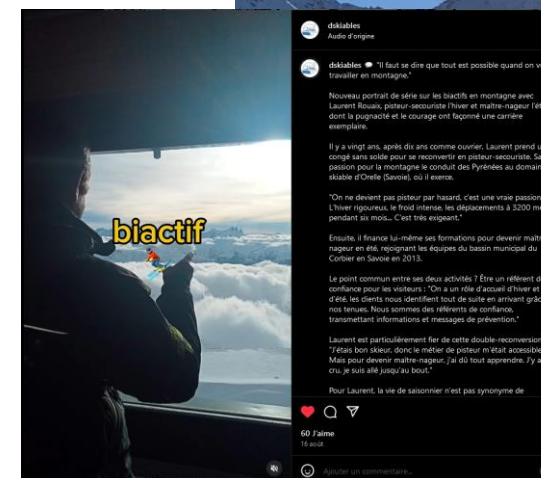 biactif
dskiables
Audio d'origine
dskiables 💬 "Il faut se dire que tout est possible quand on
travailler en montagne."
Nouveau portrait de série sur les biactifs en montagne avec
Laurent Rouaix, pisteur-secouriste l'hiver et maître-nageur
dont la pugnacité et le courage ont façonné une carrière
exemplaire.
Il y a vingt ans, après dix ans comme ouvrier, Laurent prend
congé sans solde pour se reconvertir en pisteur-secouriste.
passion pour la montagne le conduit des Pyrénées au domaine
skiable d'Orelle (Savoie), où il exerce.
"On ne devient pas pisteur par hasard, c'est une vraie passion
L'hiver rigoureux, le froid intense, les déplacements à 3200
pendant six mois... C'est très exigeant."
Ensuite, il finance lui-même ses formations pour devenir
nageur en été, rejoignant les équipes du bassin municipal du
Corbier en Savoie en 2013.
Le point commun entre ses deux activités ? Être un référent
confiance pour les visiteurs : "On a un rôle d'accueil d'hiver et
d'été, les clients nous identifient tout de suite en arrivant
nos tenues. Nous sommes des référents de confiance,
transmettant informations et messages de prévention."
Laurent est particulièrement fier de cette double-reconversion
"J'étais bon skieur, donc le métier de pisteur m'était accessible
Mais pour devenir maître-nageur, j'ai dû tout apprendre. J'y ai
cru, je suis allé jusqu'au bout."
Pour Laurent, la vie de saisonnier n'est pas synonyme de
60 J'aime
16 août
Ajouter un commentaire...